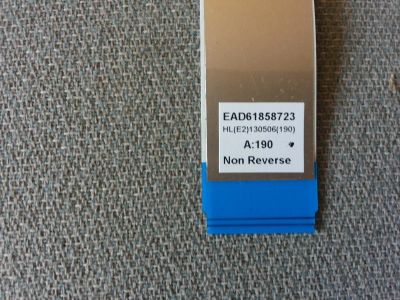 EAD61858723
HL(E2)130506(190)
A:190
Non Reverse